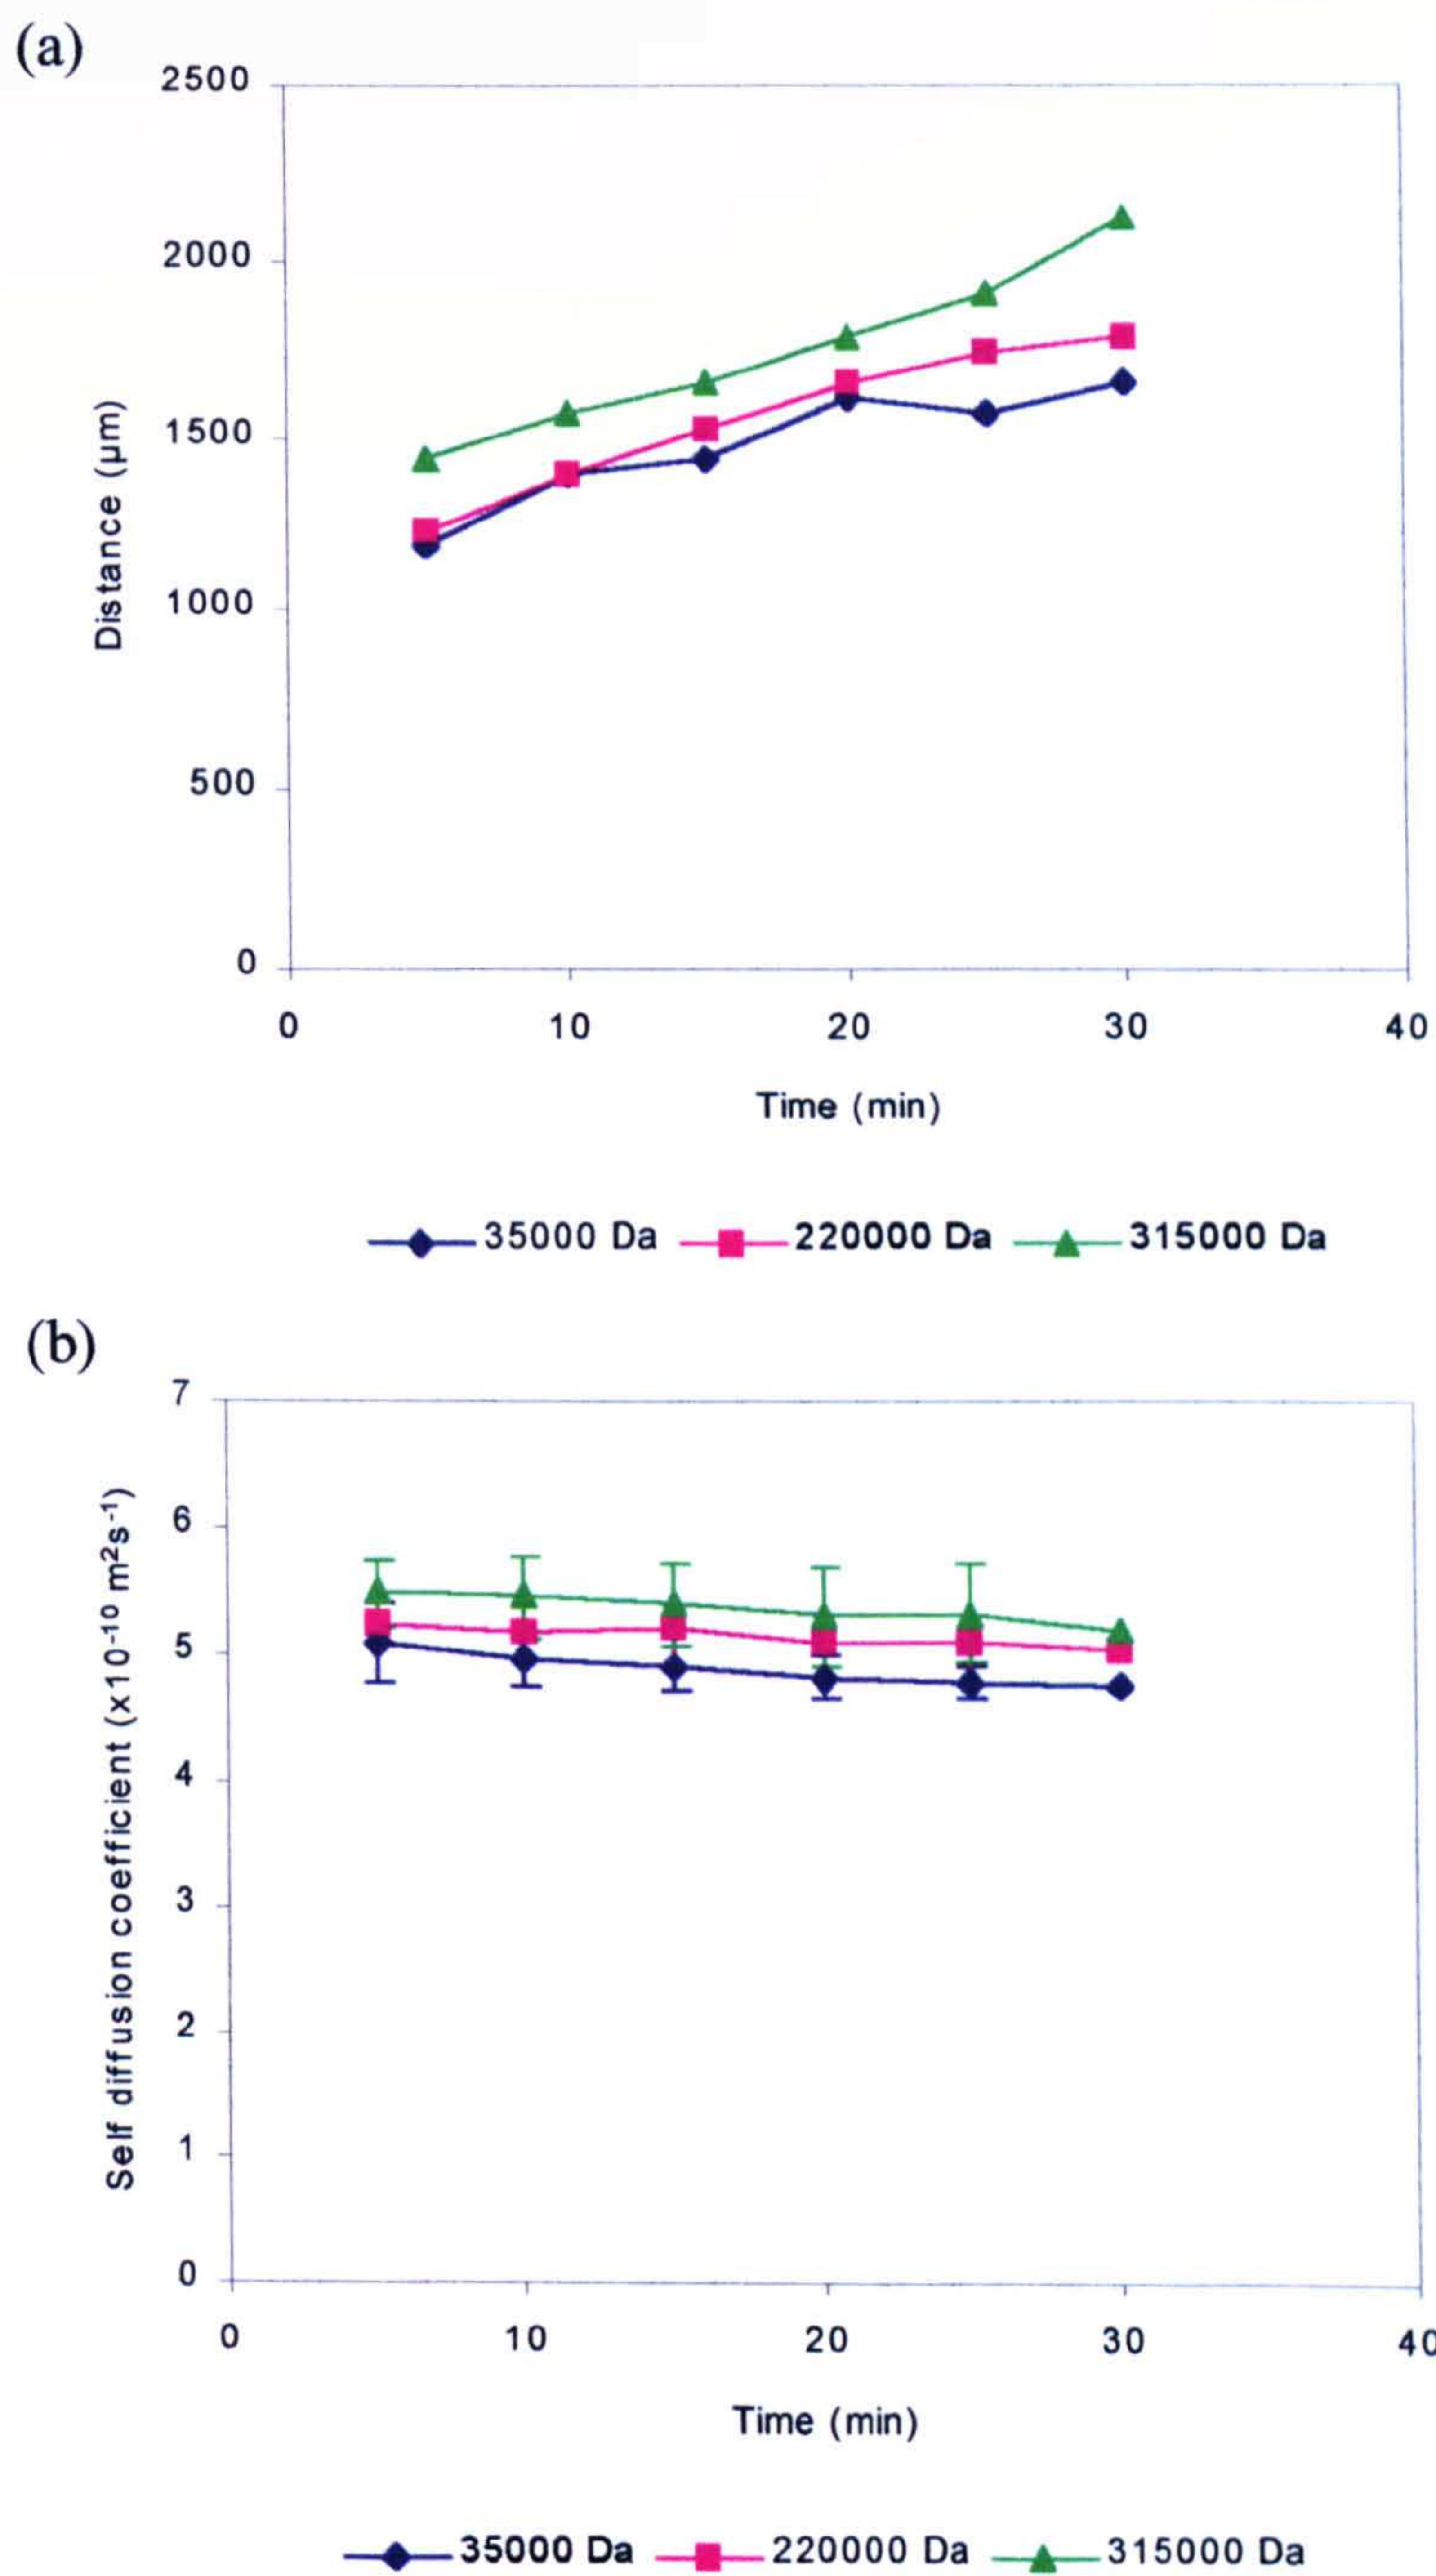 (a)
2500
2000
1500
1000
500
0
Distance (µm)
0 10 20 30 40
Time (min)
35000 Da 220000 Da 315000 Da
(b)
7
6
5
4
3
2
1
0
Self diffusion coefficient (x10⁻¹⁰ m²s⁻¹)
0 10 20 30 40
Time (min)
35000 Da 220000 Da 315000 Da